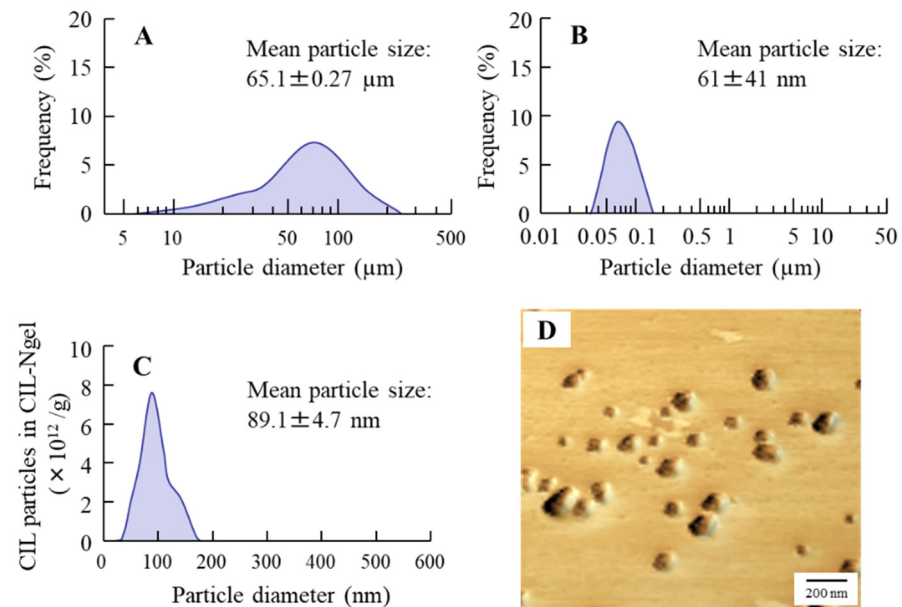 A
Mean particle size:
65.1±0.27 µm
Frequency (%)
20
15
10
5
0
5 10 50 100 500
Particle diameter (µm)
B
Mean particle size:
61±41 nm
Frequency (%)
20
15
10
5
0
0.01 0.05 0.1 0.5 1 5 10 50
Particle diameter (µm)
C
Mean particle size:
89.1±4.7 nm
CIL particles in CIL-Ngel
(×10¹²/g)
10
8
6
4
2
0
0 100 200 300 400 500 600
Particle diameter (nm)
D
200 nm